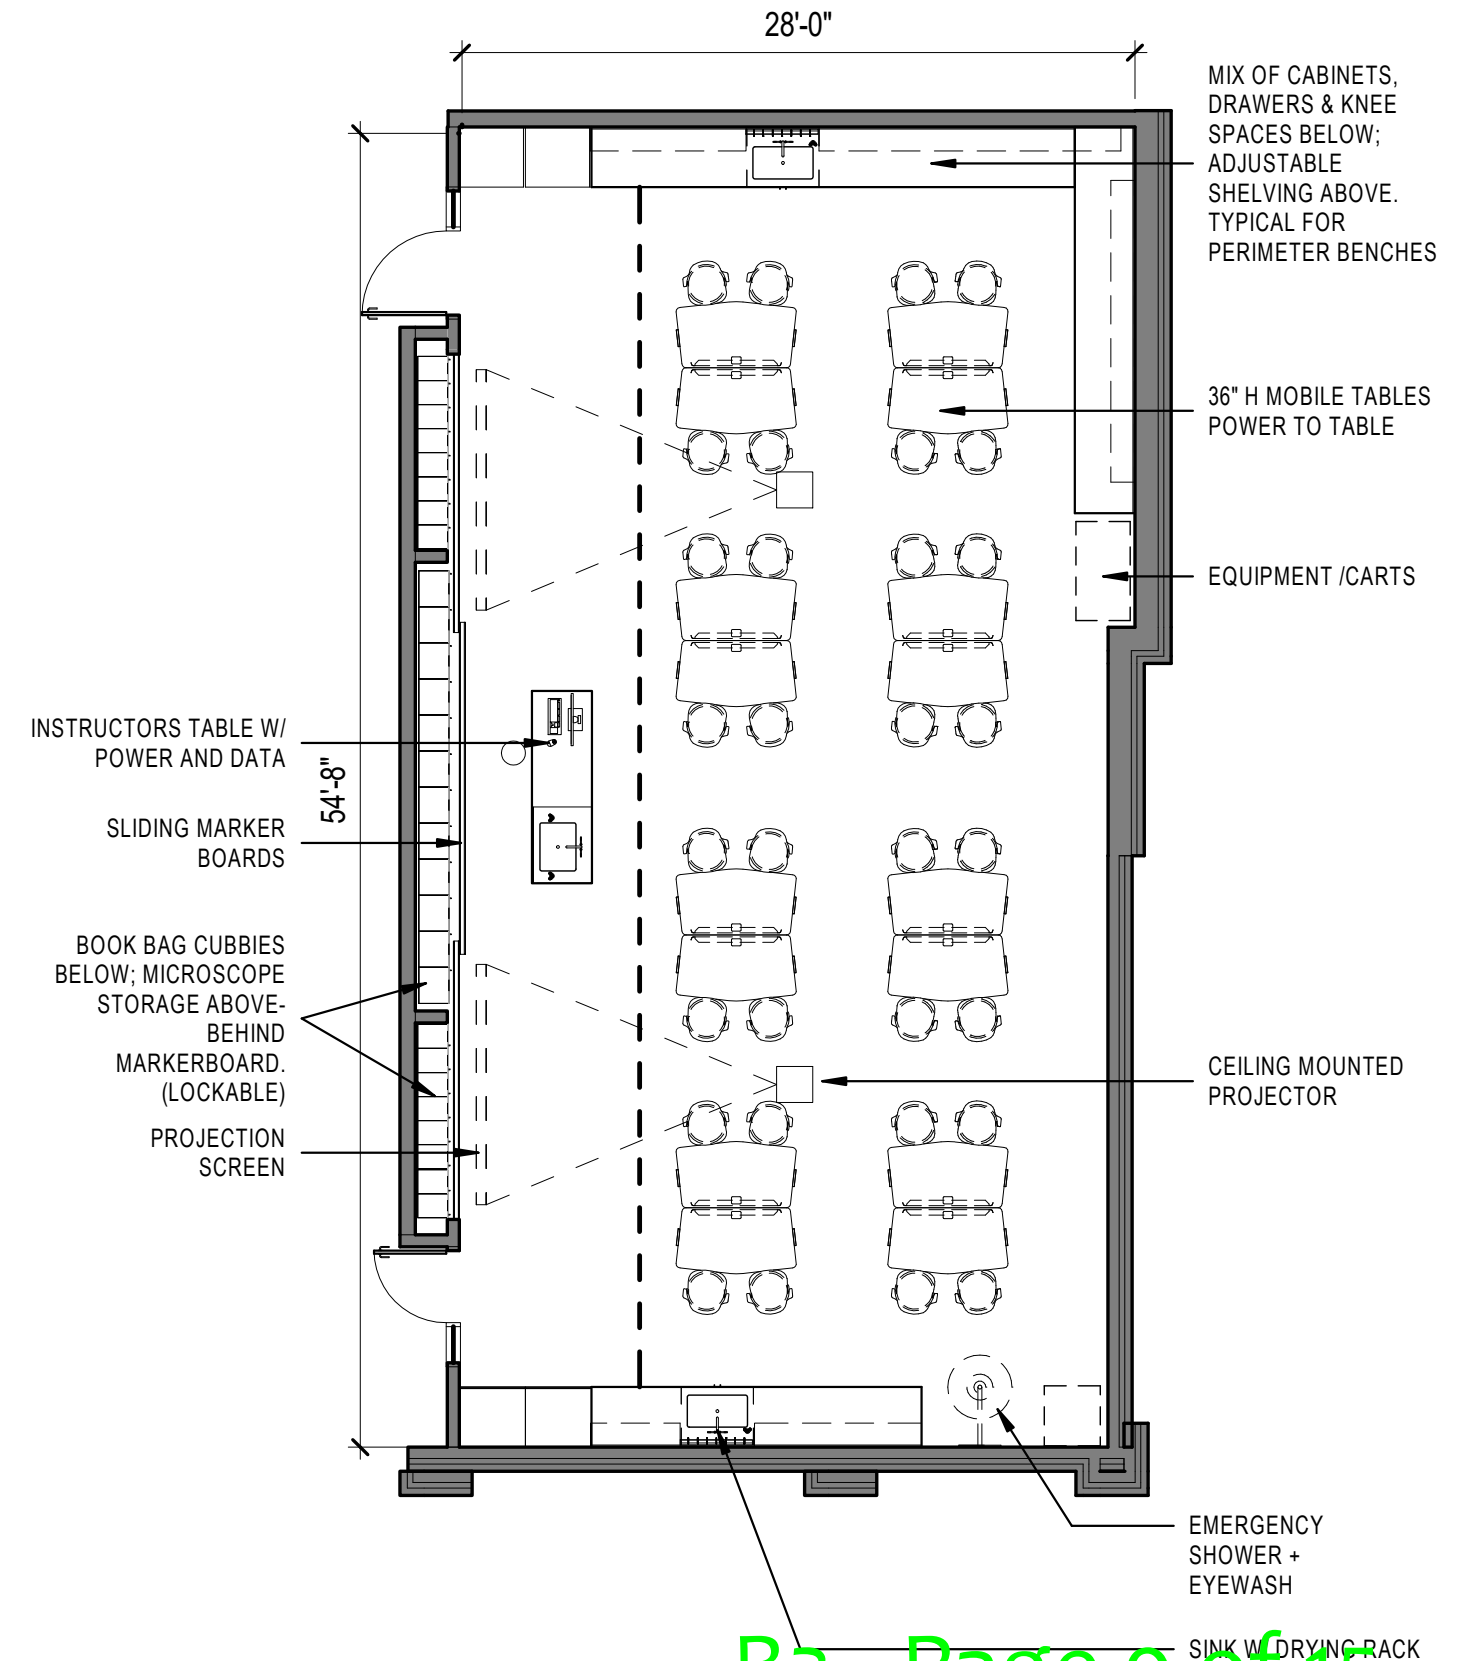 28'-0"
MIX OF CABINETS,
DRAWERS & KNEE
SPACES BELOW;
ADJUSTABLE
SHELVING ABOVE.
TYPICAL FOR
PERIMETER BENCHES
36" H MOBILE TABLES
POWER TO TABLE
EQUIPMENT /CARTS
INSTRUCTORS TABLE W/
POWER AND DATA
54'-8"
SLIDING MARKER
BOARDS
BOOK BAG CUBBIES
BELOW; MICROSCOPE
STORAGE ABOVE-
BEHIND
MARKERBOARD.
(LOCKABLE)
PROJECTION
SCREEN
CEILING MOUNTED
PROJECTOR
EMERGENCY
SHOWER +
EYEWASH
SINK W/ DRYING RACK
Page of